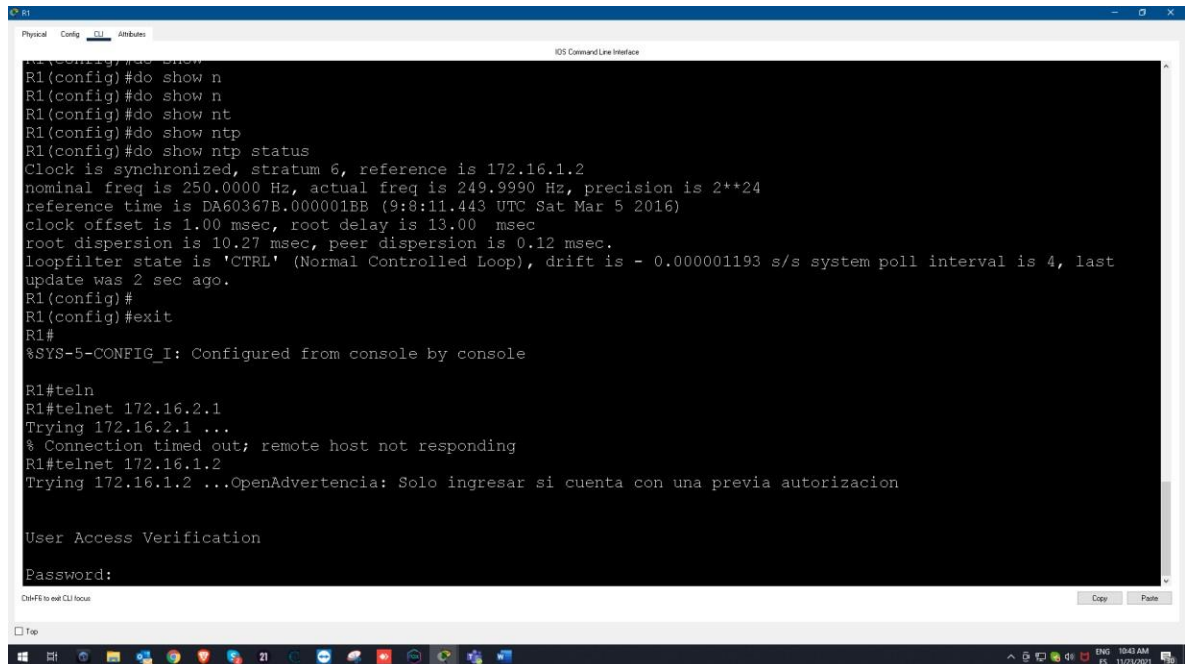 R1
Physical Config CLI Attributes
IOS Command Line Interface
R1(config)#do show
R1(config)#do show n
R1(config)#do show n
R1(config)#do show nt
R1(config)#do show ntp
R1(config)#do show ntp status
Clock is synchronized, stratum 6, reference is 172.16.1.2
nominal freq is 250.0000 Hz, actual freq is 249.9990 Hz, precision is 2**24
reference time is DA60367B.000001BB (9:8:11.443 UTC Sat Mar 5 2016)
clock offset is 1.00 msec, root delay is 13.00 msec
root dispersion is 10.27 msec, peer dispersion is 0.12 msec.
loopfilter state is 'CTRL' (Normal Controlled Loop), drift is - 0.000001193 s/s system poll interval is 4, last
update was 2 sec ago.
R1(config)#
R1(config)#exit
R1#
%SYS-5-CONFIG_I: Configured from console by console
R1#teln
R1#telnet 172.16.2.1
Trying 172.16.2.1 ...
% Connection timed out; remote host not responding
R1#telnet 172.16.1.2
Trying 172.16.1.2 ...OpenAdvertencia: Solo ingresar si cuenta con una previa autorizacion
User Access Verification
Password:
Ctrl+F6 to exit CLI focus
Copy Paste
Top
21
ENG 10:43 AM
ES 11/23/2021